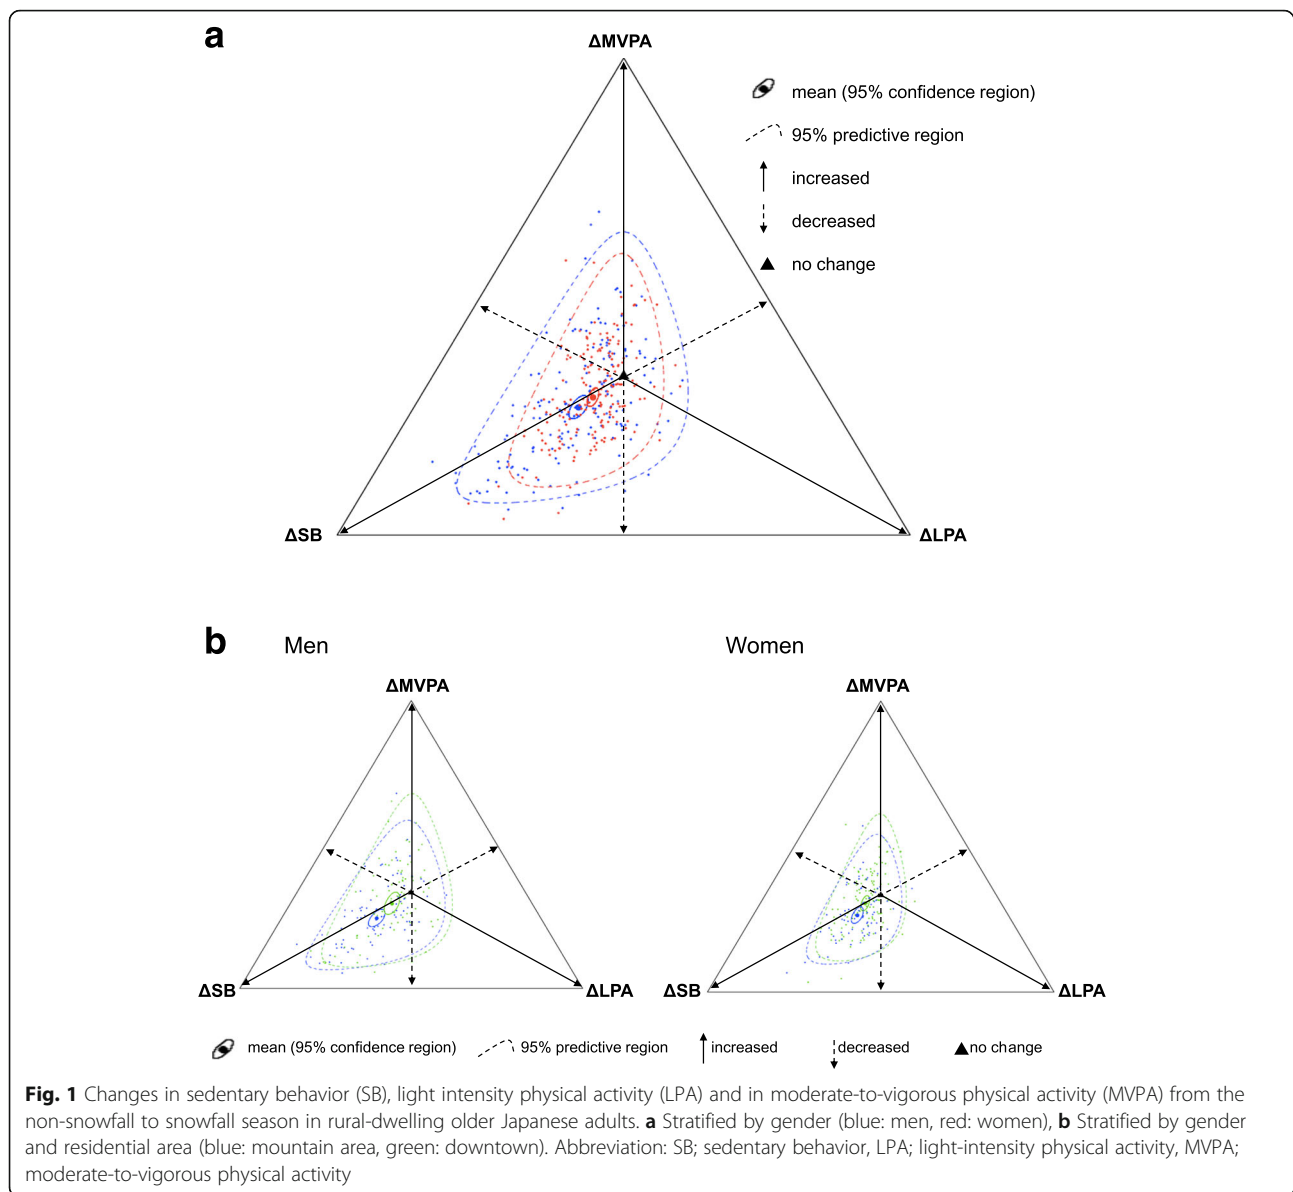 a
ΔMVPA
mean (95% confidence region)
95% predictive region
increased
decreased
no change
ΔSB
ΔLPA
b
Men
Women
ΔMVPA
ΔMVPA
ΔSB
ΔLPA
ΔSB
ΔLPA
mean (95% confidence region)
95% predictive region
increased
decreased
no change
Fig. 1 Changes in sedentary behavior (SB), light intensity physical activity (LPA) and in moderate-to-vigorous physical activity (MVPA) from the
non-snowfall to snowfall season in rural-dwelling older Japanese adults. a Stratified by gender (blue: men, red: women), b Stratified by gender
and residential area (blue: mountain area, green: downtown). Abbreviation: SB; sedentary behavior, LPA; light-intensity physical activity, MVPA;
moderate-to-vigorous physical activity